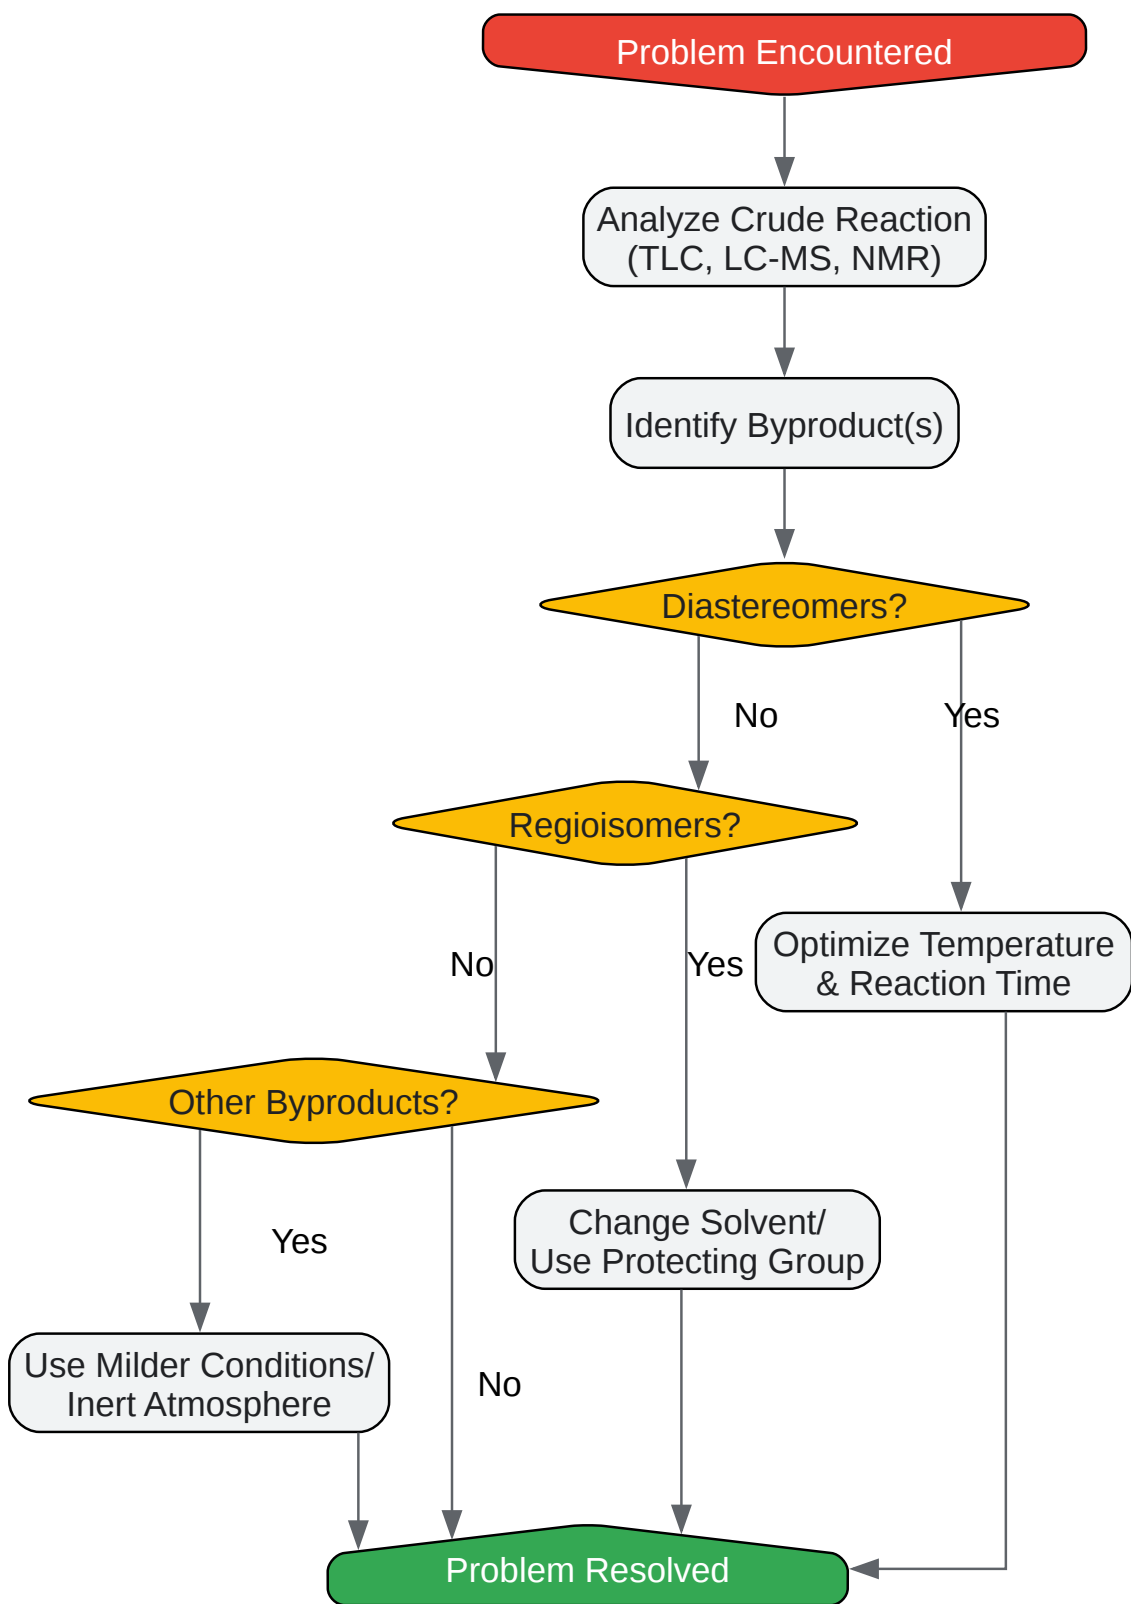 Problem Encountered
Analyze Crude Reaction
(TLC, LC-MS, NMR)
Identify Byproduct(s)
Diastereomers?
No
Yes
Regioisomers?
No
Yes
Optimize Temperature
& Reaction Time
Other Byproducts?
Yes
Change Solvent/
Use Protecting Group
Use Milder Conditions/
Inert Atmosphere
No
Problem Resolved